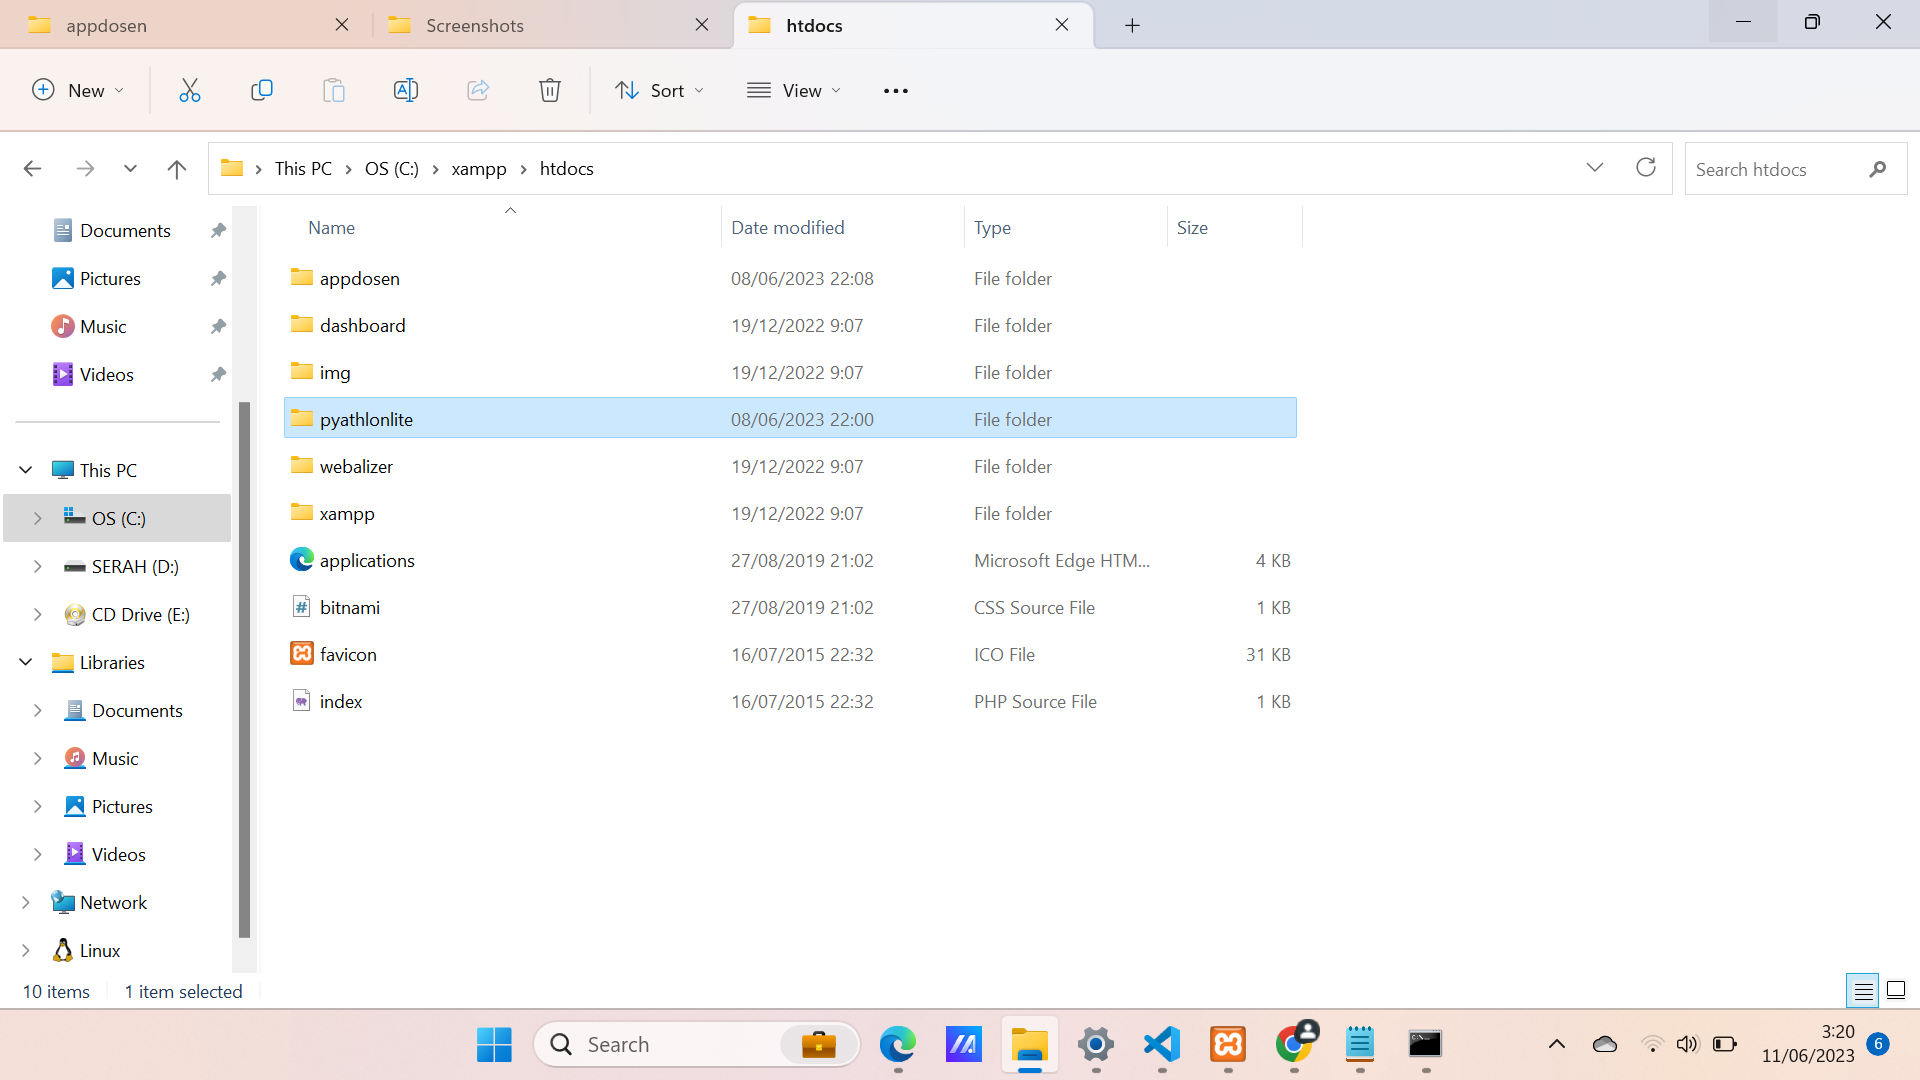 appdosen
Screenshots
htdocs
New
Sort
View
This PC
OS (C:)
xampp
htdocs
Search htdocs
Documents
Pictures
Music
Videos
This PC
OS (C:)
SERAH (D:)
CD Drive (E:)
Libraries
Documents
Music
Pictures
Videos
Network
Linux
Name Date modified Type Size
appdosen 08/06/2023 22:08 File folder
dashboard 19/12/2022 9:07 File folder
img 19/12/2022 9:07 File folder
pyathlonlite 08/06/2023 22:00 File folder
webalizer 19/12/2022 9:07 File folder
xampp 19/12/2022 9:07 File folder
applications 27/08/2019 21:02 Microsoft Edge HTM... 4 KB
bitnami 27/08/2019 21:02 CSS Source File 1 KB
favicon 16/07/2015 22:32 ICO File 31 KB
index 16/07/2015 22:32 PHP Source File 1 KB
10 items 1 item selected
Search
3:20
11/06/2023
6